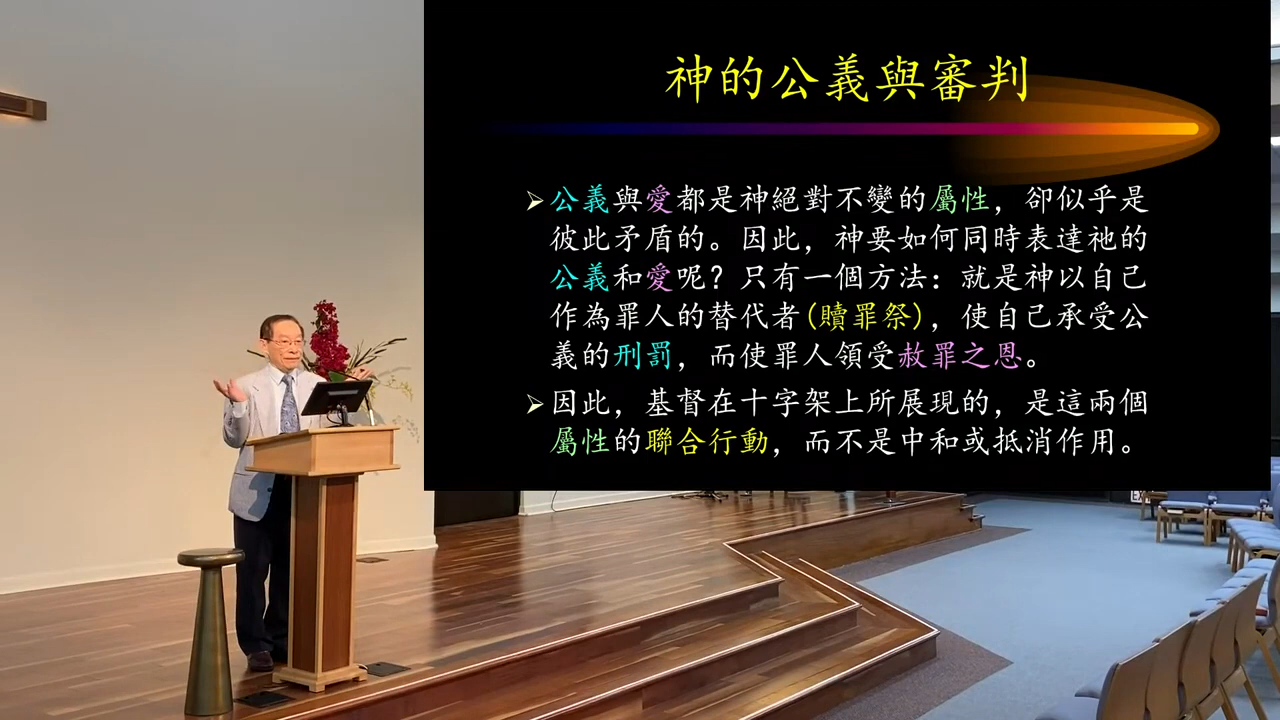 神的公義與審判
➢公義與愛都是神絕對不變的屬性，卻似乎是
彼此矛盾的。因此，神要如何同時表達祂的
公義和愛呢？只有一個方法：就是神以自己
作為罪人的替代者(贖罪祭)，使自己承受公
義的刑罰，而使罪人領受赦罪之恩。
➢因此，基督在十字架上所展現的，是這兩個
屬性的聯合行動，而不是中和或抵消作用。